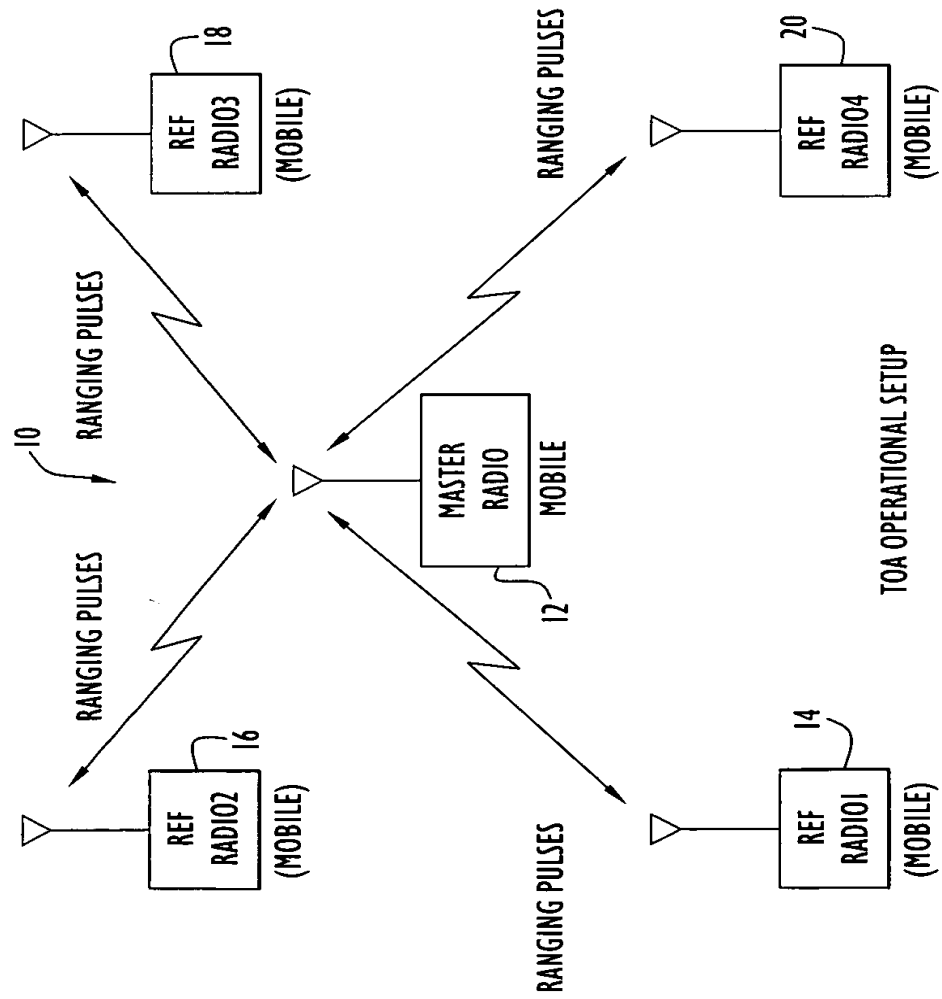 10
RANGING PULSES
RANGING PULSES
16
REF
RADIO2
(MOBILE)
18
REF
RADIO3
(MOBILE)
MASTER
RADIO
MOBILE
12
RANGING PULSES
RANGING PULSES
14
REF
RADIO1
(MOBILE)
20
REF
RADIO4
(MOBILE)
TOA OPERATIONAL SETUP